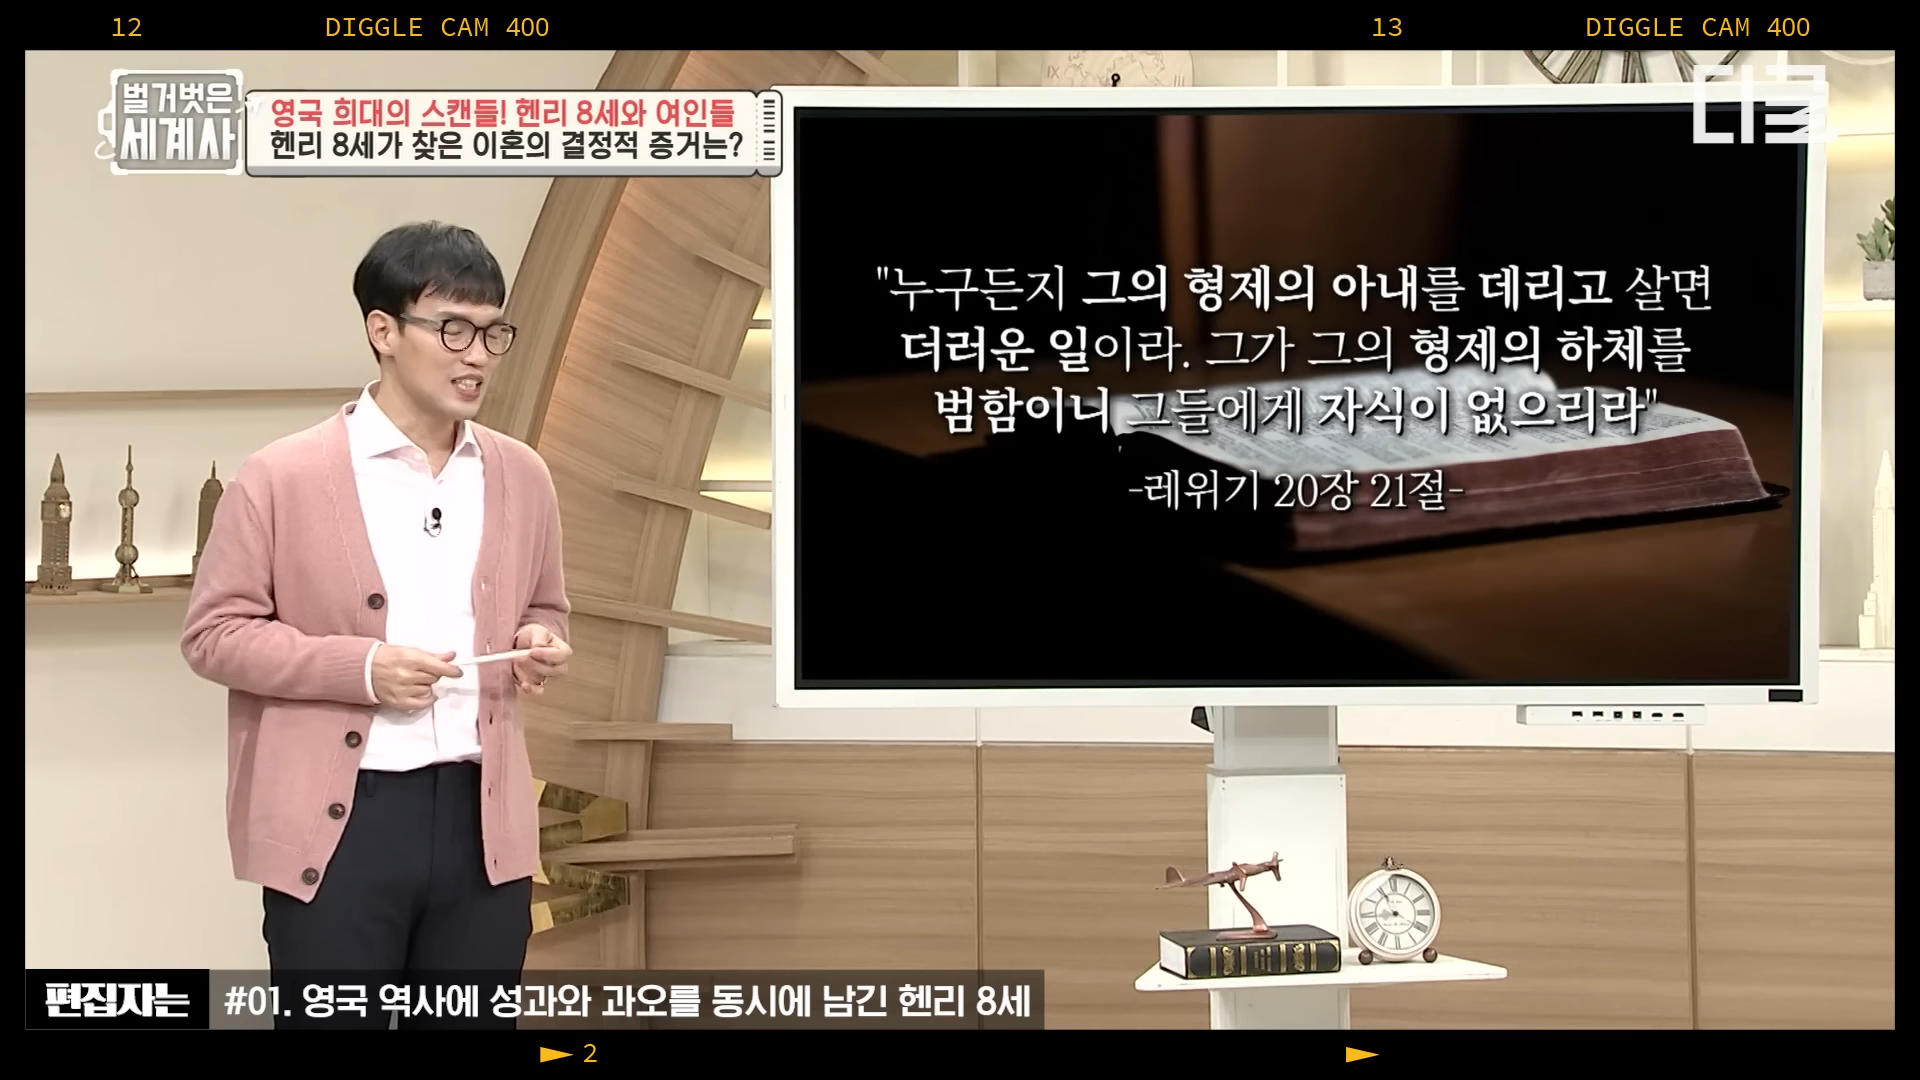 12 DIGGLE CAM 400 13 DIGGLE CAM 400
벌거벗은
세계사
영국 희대의 스캔들! 헨리 8세와 여인들
헨리 8세가 찾은 이혼의 결정적 증거는?
디글
"누구든지 그의 형제의 아내를 데리고 살면
더러운 일이라. 그가 그의 형제의 하체를
범함이니 그들에게 자식이 없으리라"
-레위기 20장 21절-
편집자는 #01. 영국 역사에 성과와 과오를 동시에 남긴 헨리 8세
2